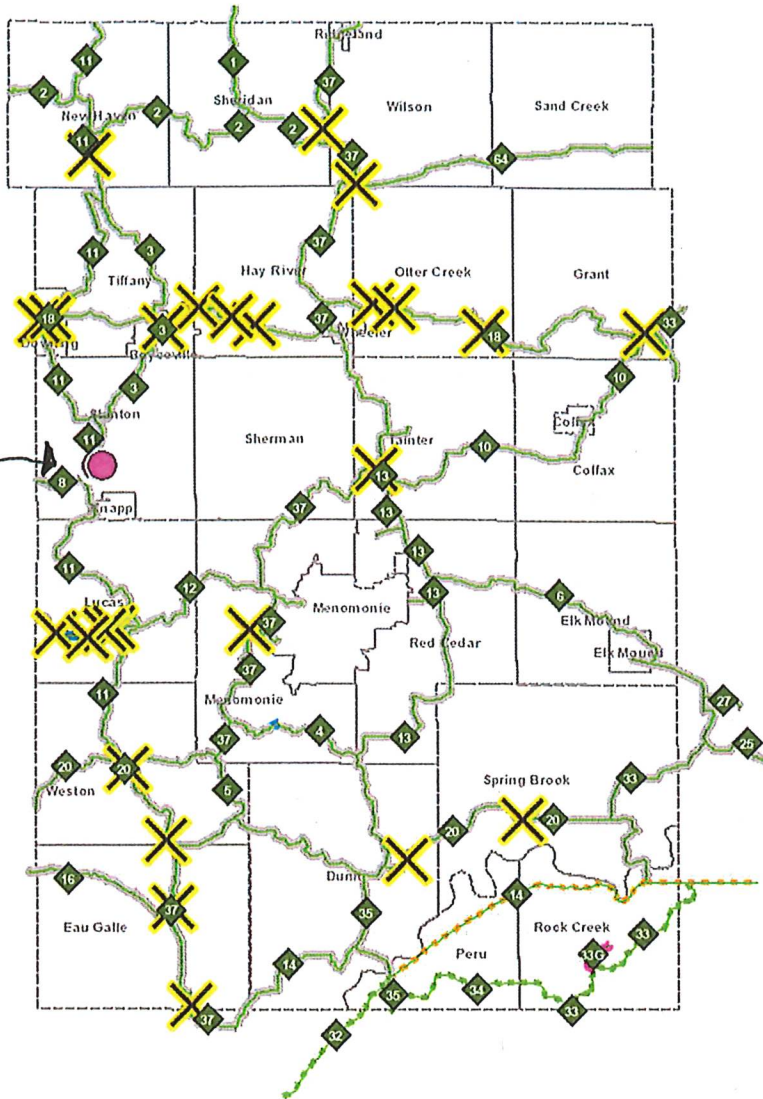 Ridgeland
11
1
37
2
Sheridan
Wilson
Sand Creek
New Haven
2
2
2
11
37
64
37
11
3
Tiffany
Hay River
Otter Creek
Grant
18
3
37
Wheeler
18
33
Boyceville
11
3
10
Stanton
11
Sherman
Tainter
10
Colfax
Colfax
13
8
Knapp
37
13
13
11
12
13
6
Lucas
Menomonie
37
Elk Mound
Red Cedar
Elk Mound
37
11
Menomonie
27
37
4
13
25
20
20
Weston
5
Spring Brook
33
20
20
Dunn
16
37
35
14
Eau Galle
Rock Creek
33
14
Peru
33G
35
34
37
33
32